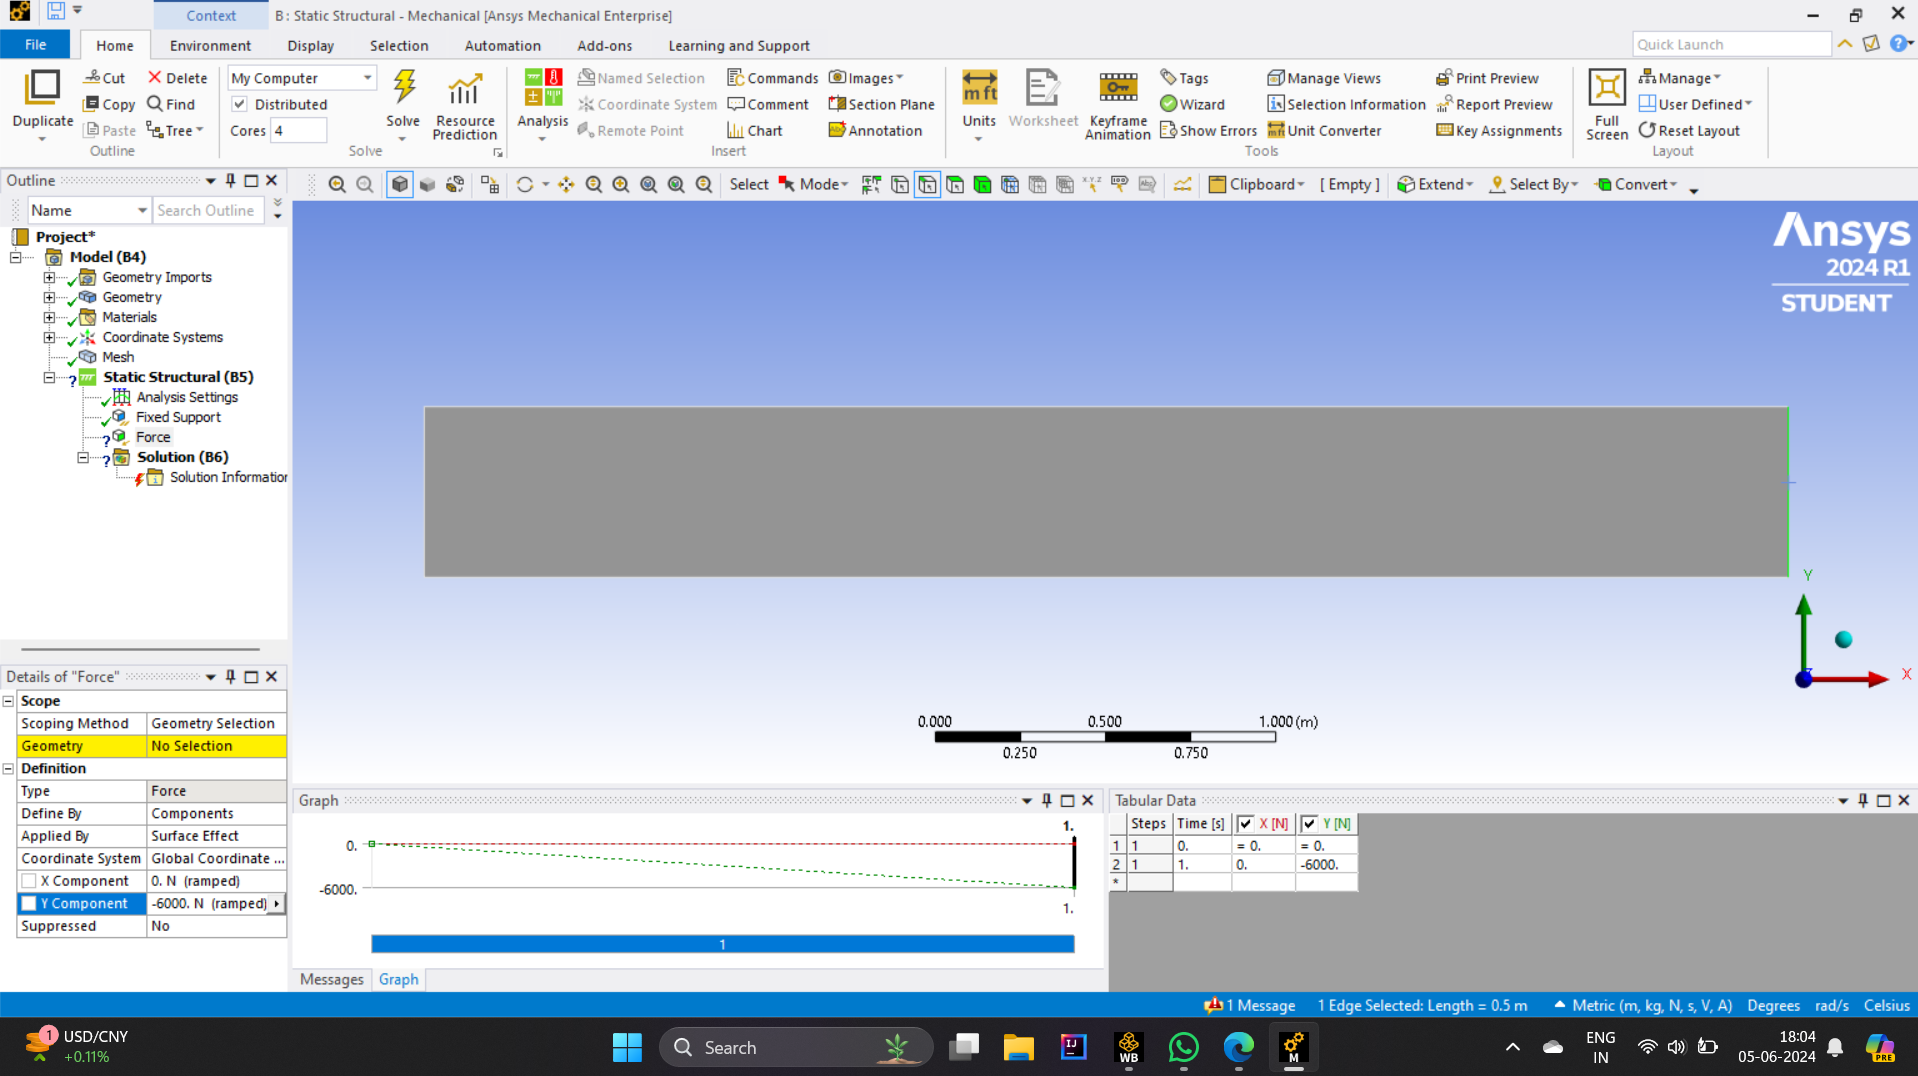 Context
B : Static Structural - Mechanical [Ansys Mechanical Enterprise]
File
Home
Environment
Display
Selection
Automation
Add-ons
Learning and Support
Quick Launch
Duplicate
Cut
Copy
Paste
Delete
Find
Tree
Outline
My Computer
Distributed
Cores 4
Solve
Resource
Prediction
Solve
Analysis
Named Selection
Coordinate System
Remote Point
Commands
Comment
Chart
Images
Section Plane
Annotation
Insert
Units
Worksheet
Keyframe
Animation
Tags
Wizard
Show Errors
Manage Views
Selection Information
Unit Converter
Print Preview
Report Preview
Key Assignments
Tools
Full
Screen
Manage
User Defined
Reset Layout
Layout
Outline
Select
Mode
Clipboard
[ Empty ]
Extend
Select By
Convert
Name
Search Outline
Project*
Model (B4)
Geometry Imports
Geometry
Materials
Coordinate Systems
Mesh
Static Structural (B5)
Analysis Settings
Fixed Support
Force
Solution (B6)
Solution Information
Ansys
2024 R1
STUDENT
Y
X
0.000 0.500 1.000 (m)
0.250 0.750
Details of "Force"
Scope
Scoping Method Geometry Selection
Geometry No Selection
Definition
Type Force
Define By Components
Applied By Surface Effect
Coordinate System Global Coordinate ...
X Component 0. N (ramped)
Y Component -6000. N (ramped)
Suppressed No
Graph
1.
0.
-6000.
1.
1
Messages
Graph
Tabular Data
Steps Time [s] X [N] Y [N]
1 1 0. = 0. = 0.
2 1 1. 0. -6000.
*
1 Message
1 Edge Selected: Length = 0.5 m
Metric (m, kg, N, s, V, A)
Degrees
rad/s
Celsius
1
USD/CNY
+0.11%
Search
IJ
WB
M
ENG
IN
18:04
05-06-2024
PRE